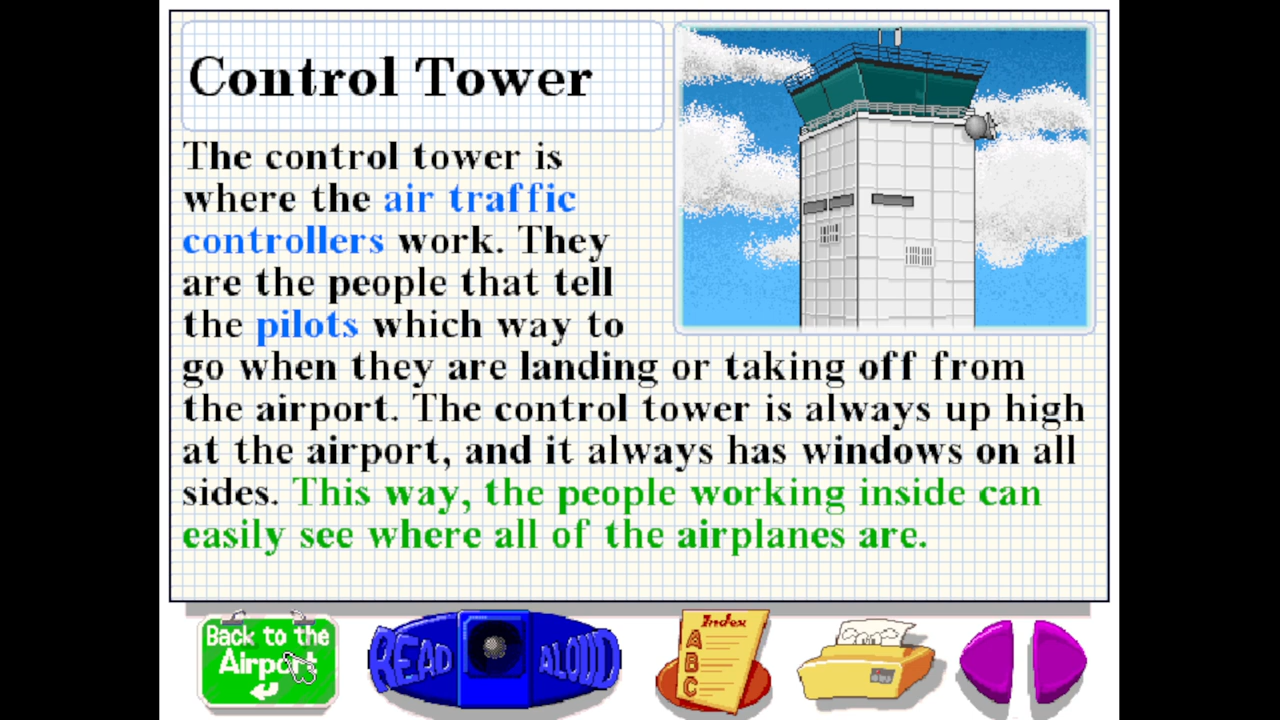 Control Tower
The control tower is
where the air traffic
controllers work. They
are the people that tell
the pilots which way to
go when they are landing or taking off from
the airport. The control tower is always up high
at the airport, and it always has windows on all
sides. This way, the people working inside can
easily see where all of the airplanes are.
Back to the
Airport
READ ALOUD
Index
A
B
C